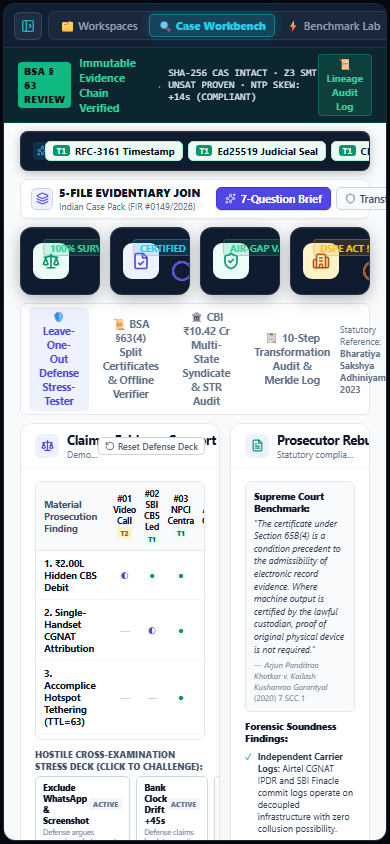 Workspaces
Case Workbench
Benchmark Lab
BSA §
63
REVIEW
Immutable
Evidence
Chain
Verified
SHA-256 CAS INTACT · Z3 SMT
UNSAT PROVEN · NTP SKEW:
+14s (COMPLIANT)
Lineage
Audit
Log
T1 RFC-3161 Timestamp
T1 Ed25519 Judicial Seal
T1
5-FILE EVIDENTIARY JOIN
Indian Case Pack (FIR #0149/2026)
7-Question Brief
100% SURV
CERTIFIED
AIR-GAP VA
DSPE ACT §
Leave-
One-
Out
Defense
Stress-
Tester
BSA
§63(4)
Split
Certificates
& Offline
Verifier
CBI
₹10.42 Cr
Multi-
State
Syndicate
& STR
Audit
10-Step
Transformation
Audit &
Merkle Log
Statutory
Reference:
Bharatiya
Sakshya
Adhiniyam
2023
Reset Defense Deck
Demo...
Prosecutor Rebu
Statutory complia...
Material
Prosecution
Finding
#01
Video
Call
T2
#02
SBI
CBS
Led
T1
#03
NPCI
Centra
T1
1. ₹2.00L
Hidden CBS
Debit
2. Single-
Handset
CGNAT
Attribution
3.
Accomplice
Hotspot
Tethering
(TTL=63)
HOSTILE CROSS-EXAMINATION
STRESS DECK (CLICK TO CHALLENGE):
Exclude
WhatsApp
&
Screenshot
ACTIVE
Defense argues
Bank
Clock
Drift
+45s
ACTIVE
Defense claims
Supreme Court
Benchmark:
"The certificate under
Section 65B(4) is a
condition precedent to
the admissibility of
electronic record
evidence. Where
machine output is
certified by the lawful
custodian, proof of
original physical device
is not required."
— Arjun Panditrao
Khotkar v. Kailash
Kushanrao Gorantyal
(2020) 7 SCC 1
Forensic Soundness
Findings:
✓ Independent Carrier
Logs: Airtel CGNAT
IPDR and SBI Finacle
commit logs operate on
decoupled
infrastructure with zero
collusion possibility.